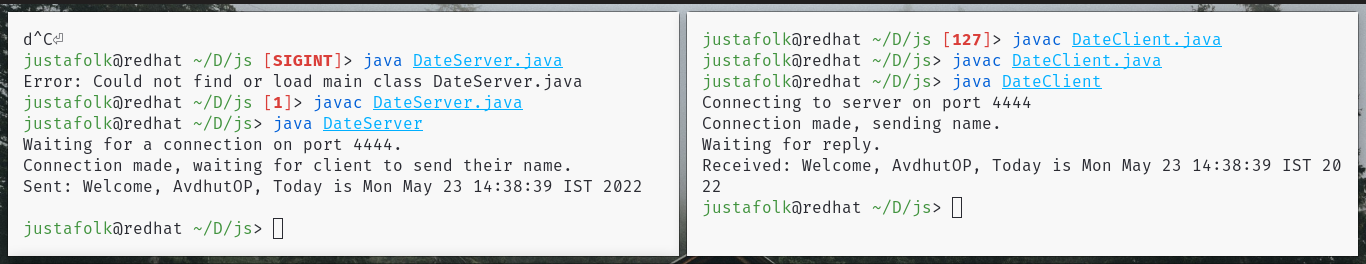 d^C⏎
justafolk@redhat ~/D/js [SIGINT]> java DateServer.java
Error: Could not find or load main class DateServer.java
justafolk@redhat ~/D/js [1]> javac DateServer.java
justafolk@redhat ~/D/js> java DateServer
Waiting for a connection on port 4444.
Connection made, waiting for client to send their name.
Sent: Welcome, AvdhutOP, Today is Mon May 23 14:38:39 IST 2022
justafolk@redhat ~/D/js>
justafolk@redhat ~/D/js [127]> javac DateClient.java
justafolk@redhat ~/D/js> javac DateClient.java
justafolk@redhat ~/D/js> java DateClient
Connecting to server on port 4444
Connection made, sending name.
Waiting for reply.
Received: Welcome, AvdhutOP, Today is Mon May 23 14:38:39 IST 20
22
justafolk@redhat ~/D/js>